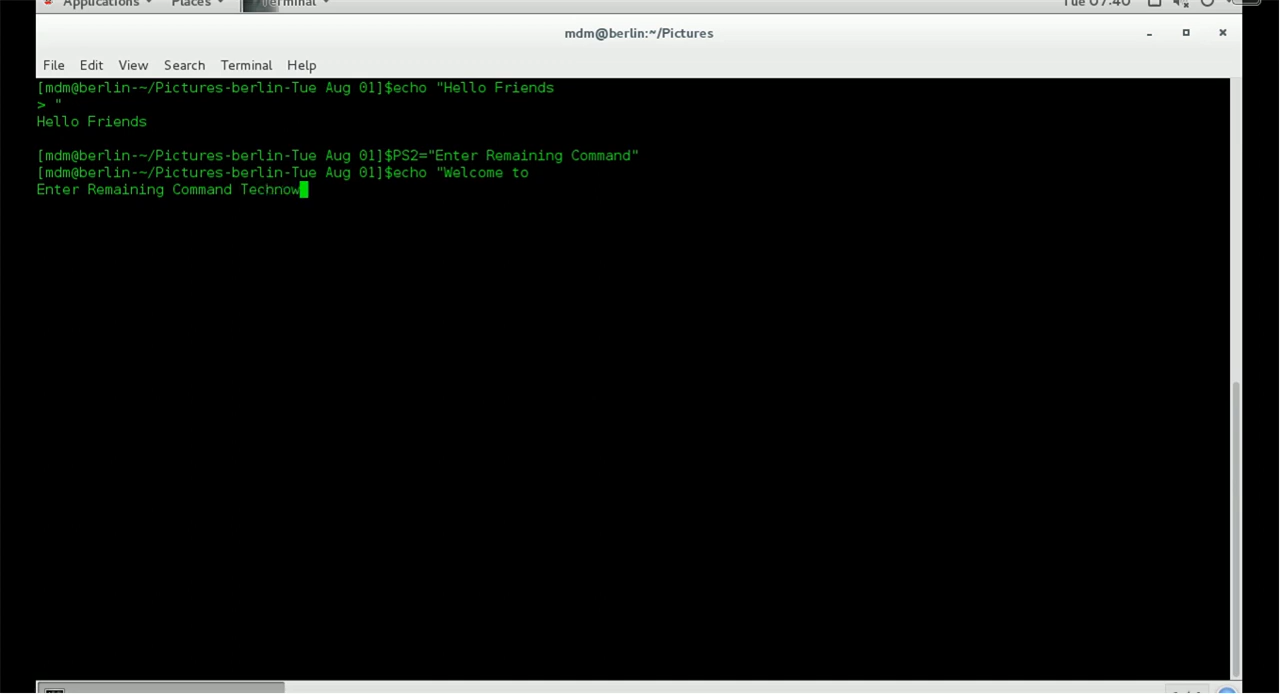 Applications Places Terminal Tue 07:40
mdm@berlin:~/Pictures
File Edit View Search Terminal Help
[mdm@berlin-~/Pictures-berlin-Tue Aug 01]$echo "Hello Friends
> "
Hello Friends
[mdm@berlin-~/Pictures-berlin-Tue Aug 01]$PS2="Enter Remaining Command"
[mdm@berlin-~/Pictures-berlin-Tue Aug 01]$echo "Welcome to
Enter Remaining Command Technow